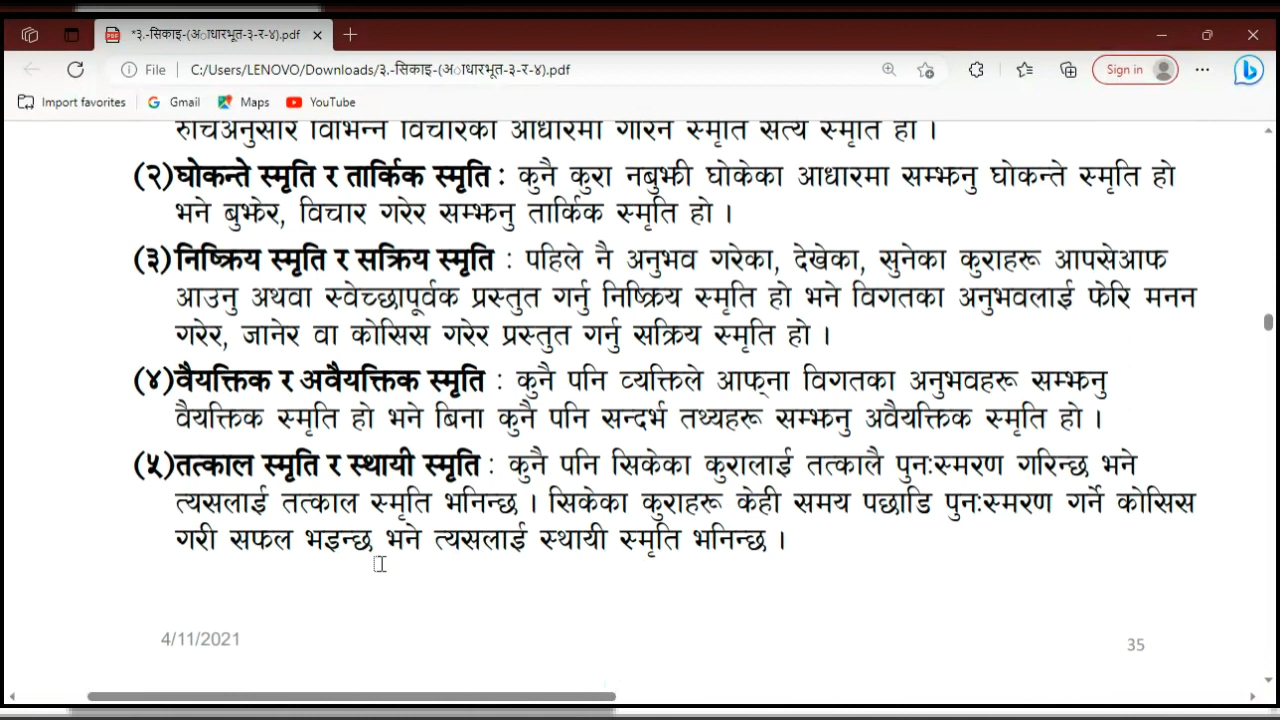 *३.-सिकाइ-(अाधारभूत-३-र-४).pdf
File C:/Users/LENOVO/Downloads/३.-सिकाइ-(अाधारभूत-३-र-४).pdf
Sign in
Import favorites Gmail Maps YouTube
रुचिअनुसार विभिन्न विचारका आधारमा गरिने स्मृति सत्य स्मृति हो ।
(२)घोकन्ते स्मृति र तार्किक स्मृति : कुनै कुरा नबुझी घोकेका आधारमा सम्झनु घोकन्ते स्मृति हो
भने बुझेर, विचार गरेर सम्झनु तार्किक स्मृति हो ।
(३)निष्क्रिय स्मृति र सक्रिय स्मृति : पहिले नै अनुभव गरेका, देखेका, सुनेका कुराहरू आपसेआफ
आउनु अथवा स्वेच्छापूर्वक प्रस्तुत गर्नु निष्क्रिय स्मृति हो भने विगतका अनुभवलाई फेरि मनन
गरेर, जानेर वा कोसिस गरेर प्रस्तुत गर्नु सक्रिय स्मृति हो ।
(४)वैयक्तिक र अवैयक्तिक स्मृति : कुनै पनि व्यक्तिले आफ्ना विगतका अनुभवहरू सम्झनु
वैयक्तिक स्मृति हो भने बिना कुनै पनि सन्दर्भ तथ्यहरू सम्झनु अवैयक्तिक स्मृति हो ।
(५)तत्काल स्मृति र स्थायी स्मृति : कुनै पनि सिकेका कुरालाई तत्कालै पुनःस्मरण गरिन्छ भने
त्यसलाई तत्काल स्मृति भनिन्छ । सिकेका कुराहरू केही समय पछाडि पुनःस्मरण गर्ने कोसिस
गरी सफल भइन्छ भने त्यसलाई स्थायी स्मृति भनिन्छ ।
4/11/2021
35